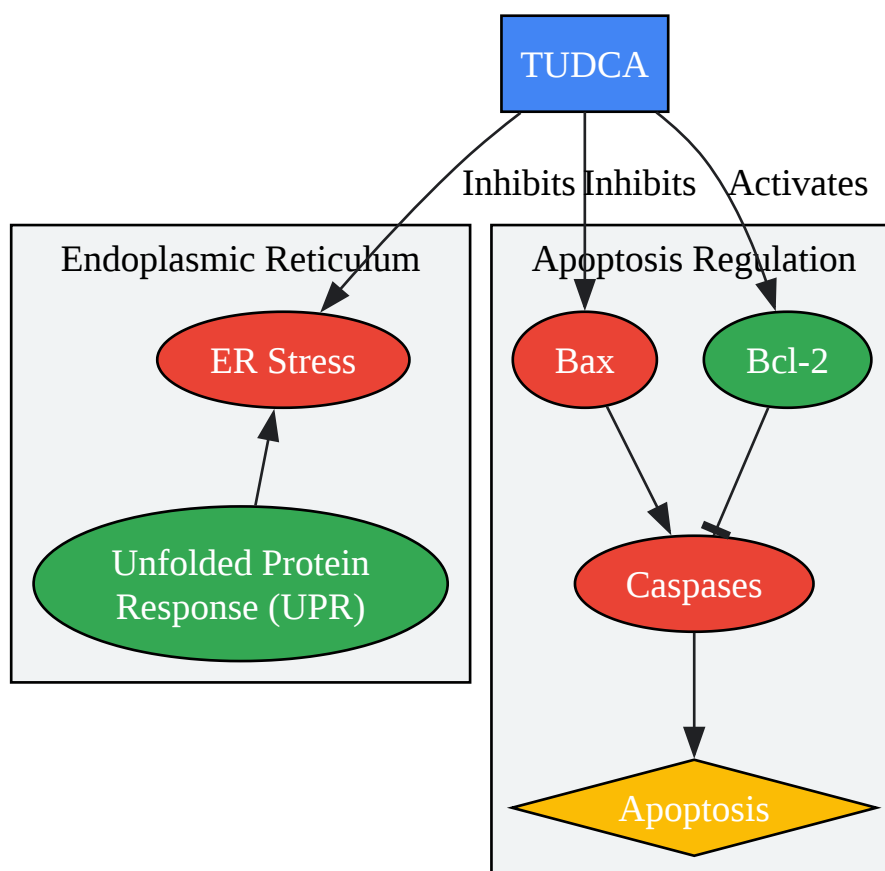 TUDCA
Inhibits
Inhibits
Activates
Endoplasmic Reticulum
Apoptosis Regulation
ER Stress
Bax
Bcl-2
Unfolded Protein
Response (UPR)
Caspases
Apoptosis